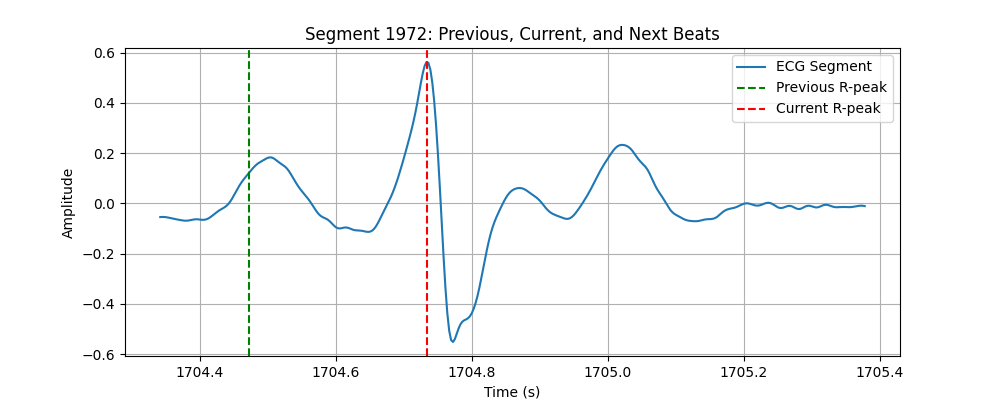 Segment 1972: Previous, Current, and Next Beats
0.6
0.4
0.2
0.0
−0.2
−0.4
−0.6
Amplitude
ECG Segment
Previous R-peak
Current R-peak
1704.4 1704.6 1704.8 1705.0 1705.2 1705.4
Time (s)